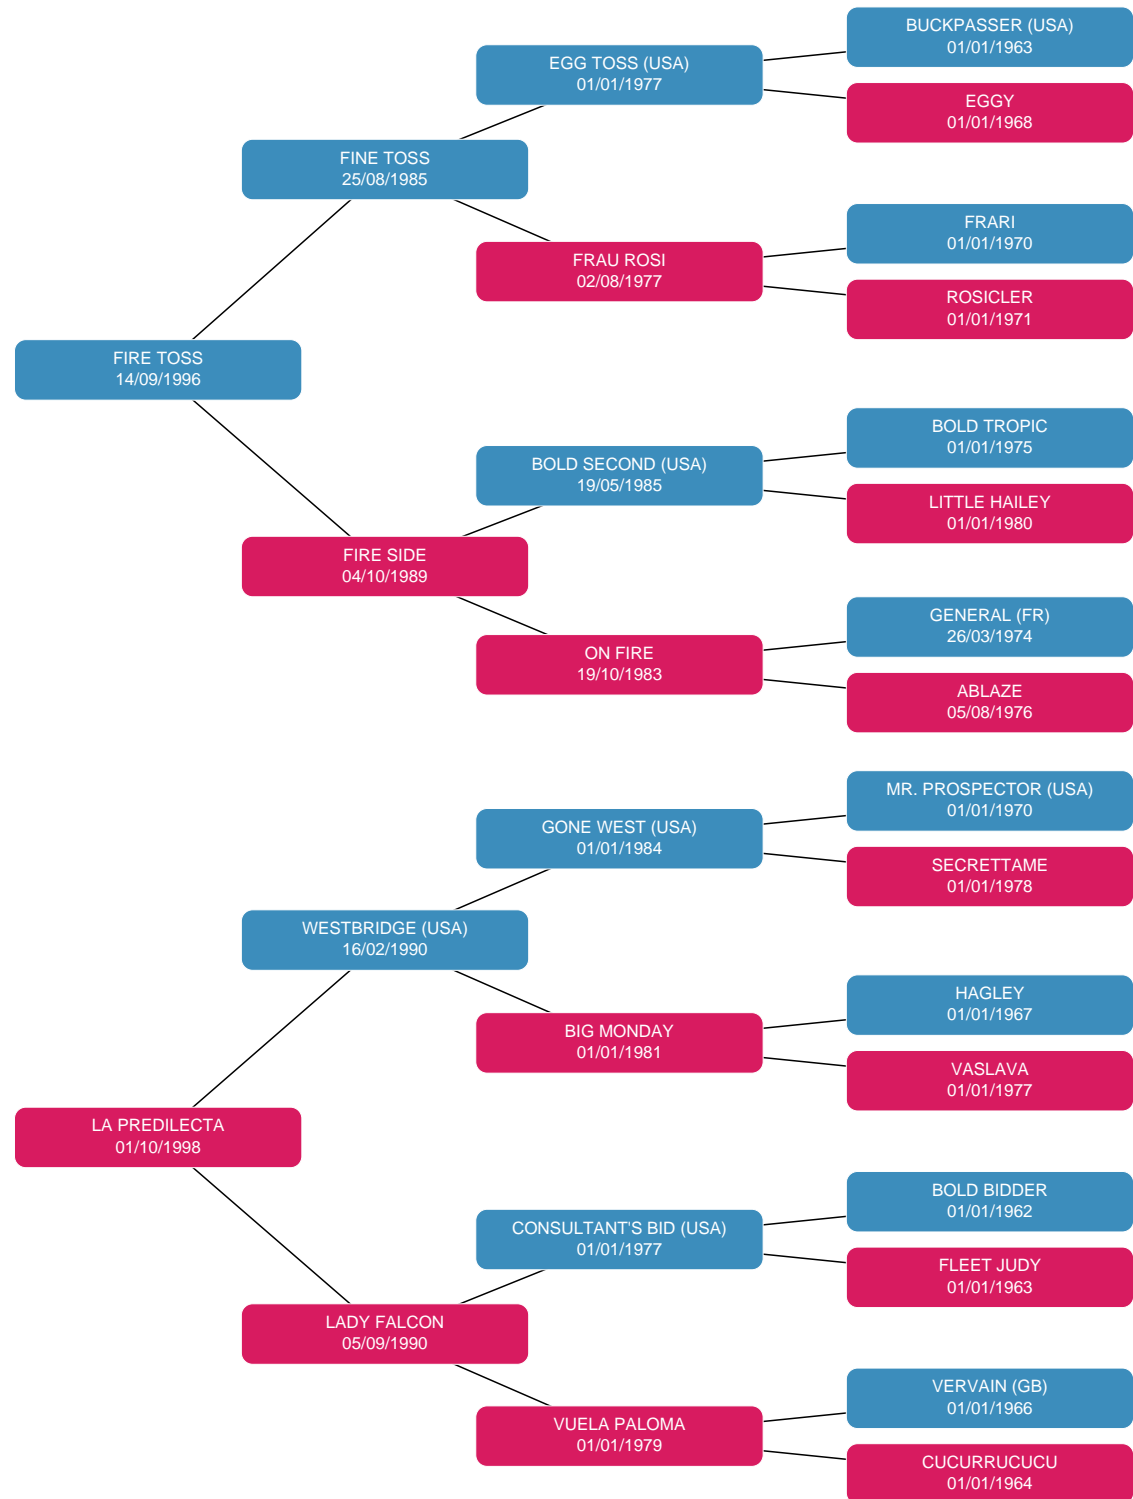 BUCKPASSER (USA)
01/01/1963
EGG TOSS (USA)
01/01/1977
EGGY
01/01/1968
FINE TOSS
25/08/1985
FRARI
01/01/1970
FRAU ROSI
02/08/1977
ROSICLER
01/01/1971
FIRE TOSS
14/09/1996
BOLD TROPIC
01/01/1975
BOLD SECOND (USA)
19/05/1985
LITTLE HAILEY
01/01/1980
FIRE SIDE
04/10/1989
GENERAL (FR)
26/03/1974
ON FIRE
19/10/1983
ABLAZE
05/08/1976
MR. PROSPECTOR (USA)
01/01/1970
GONE WEST (USA)
01/01/1984
SECRETTAME
01/01/1978
WESTBRIDGE (USA)
16/02/1990
HAGLEY
01/01/1967
BIG MONDAY
01/01/1981
VASLAVA
01/01/1977
LA PREDILECTA
01/10/1998
BOLD BIDDER
01/01/1962
CONSULTANT'S BID (USA)
01/01/1977
FLEET JUDY
01/01/1963
LADY FALCON
05/09/1990
VERVAIN (GB)
01/01/1966
VUELA PALOMA
01/01/1979
CUCURRUCUCU
01/01/1964